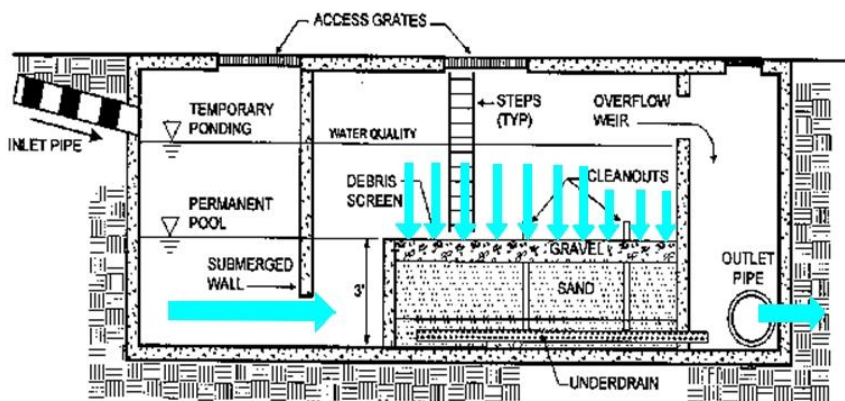 ACCESS GRATES
TEMPORARY
PONDING
INLET PIPE
WATER QUALITY
STEPS
(TYP)
OVERFLOW
WEIR
DEBRIS
SCREEN
CLEANOUTS
PERMANENT
POOL
SUBMERGED
WALL
3'
GRAVEL
SAND
OUTLET
PIPE
UNDERDRAIN